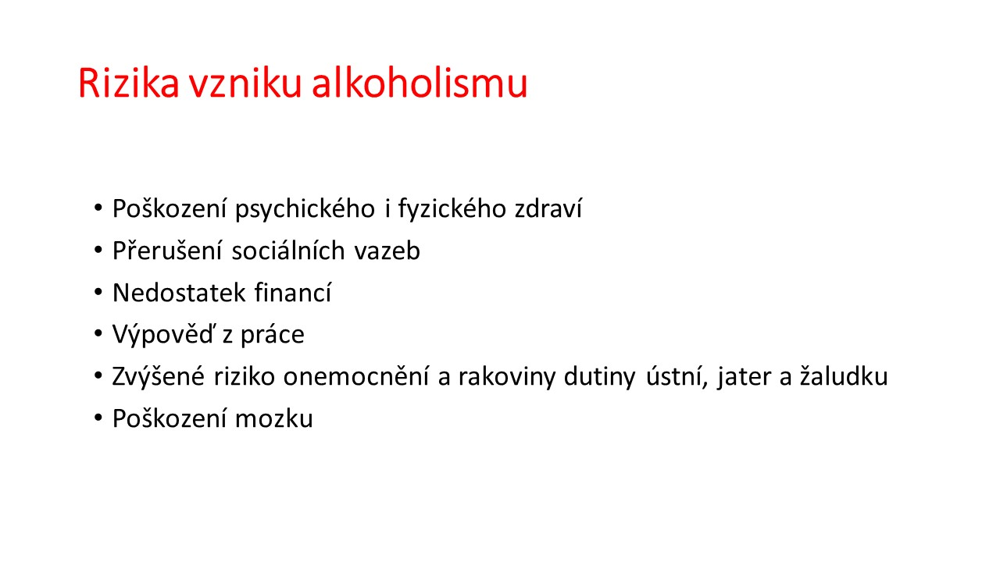 Rizika vzniku alkoholismu
• Poškození psychického i fyzického zdraví
• Přerušení sociálních vazeb
• Nedostatek financí
• Výpověď z práce
• Zvýšené riziko onemocnění a rakoviny dutiny ústní, jater a žaludku
• Poškození mozku